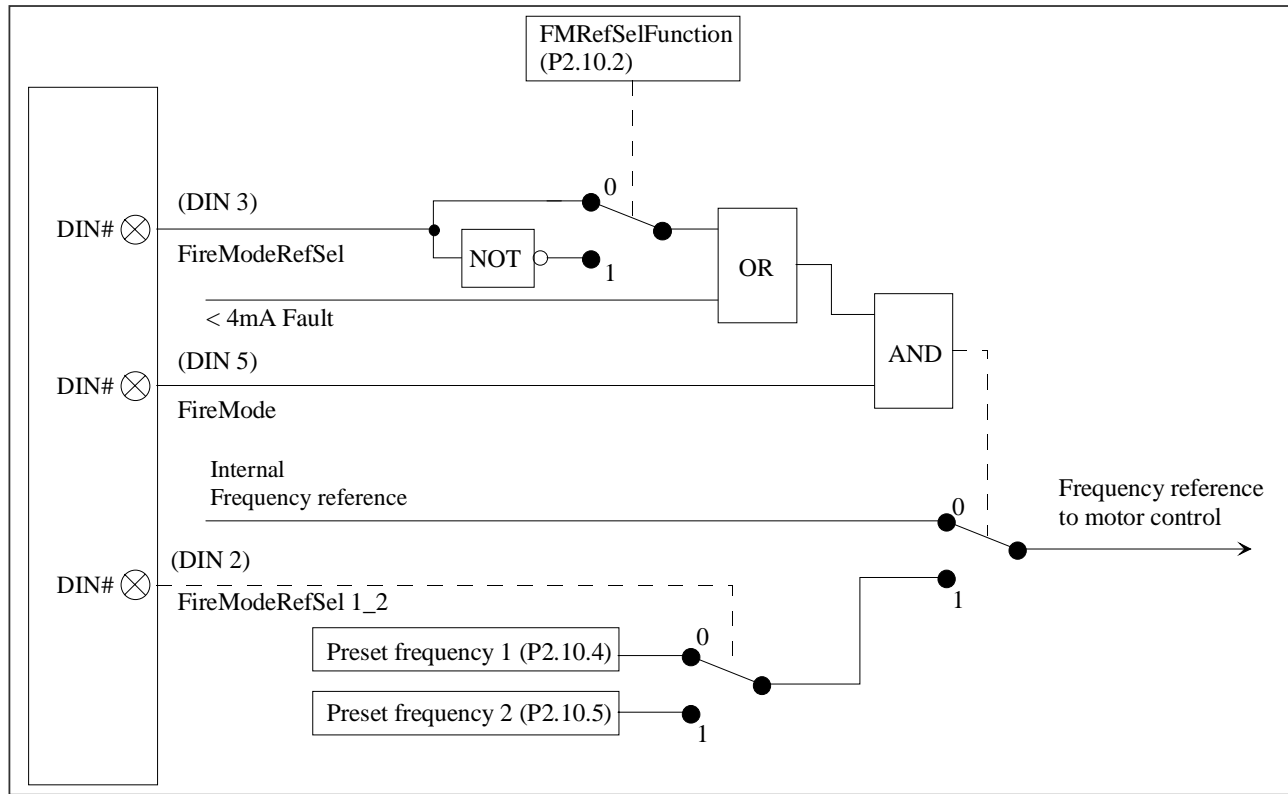 FMRefSelFunction
(P2.10.2)
(DIN 3)
0
DIN#
FireModeRefSel
NOT
1
OR
< 4mA Fault
(DIN 5)
AND
DIN#
FireMode
Internal
Frequency reference
0
Frequency reference
to motor control
(DIN 2)
DIN#
FireModeRefSel 1_2
1
0
Preset frequency 1 (P2.10.4)
Preset frequency 2 (P2.10.5)
1